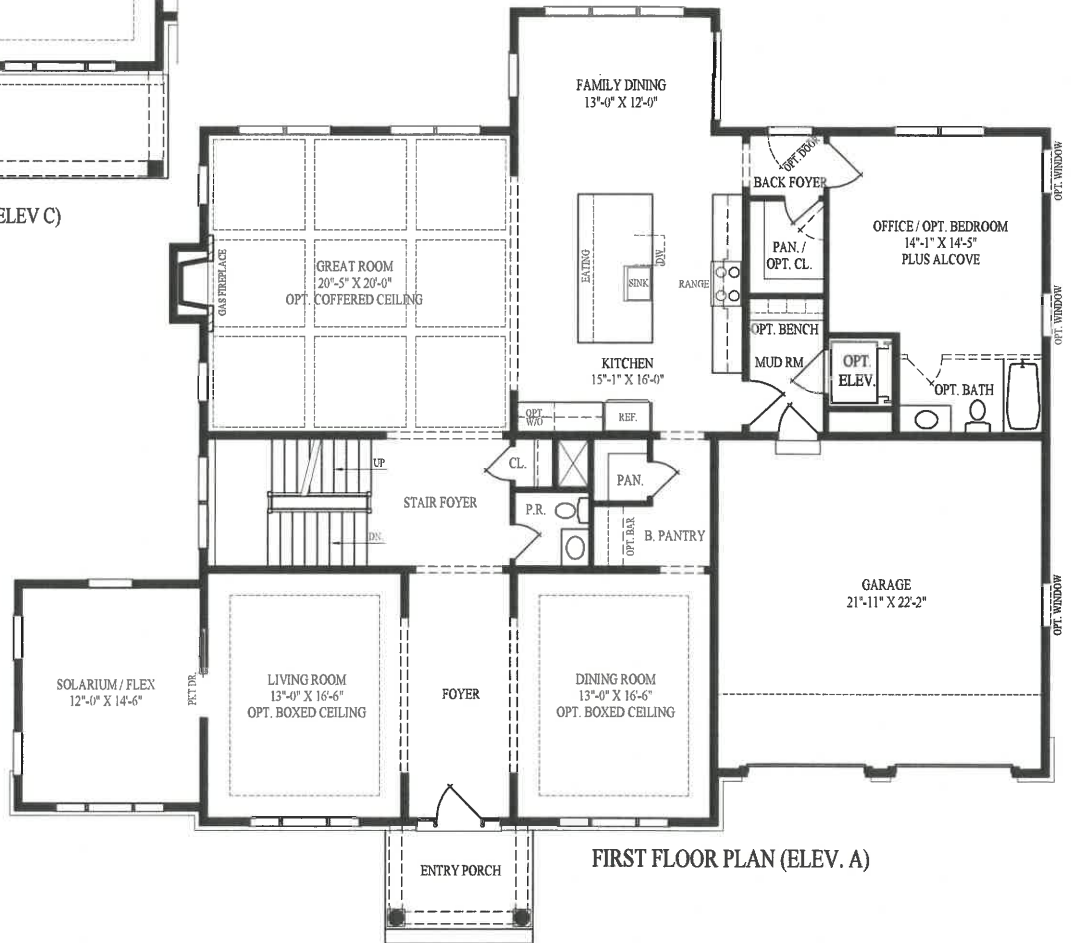 ELEV C)
FAMILY DINING
13"-0" X 12'-0"
OPT. DOOR
BACK FOYER
OPT. WINDOW
PAN. /
OPT. CL.
OFFICE / OPT. BEDROOM
14"-1" X 14'-5"
PLUS ALCOVE
GAS FIREPLACE
GREAT ROOM
20"-5" X 20'-0"
OPT. COFFERED CEILING
EATING
D.W.
SINK
RANGE
OPT. WINDOW
OPT. BENCH
MUD RM
KITCHEN
15"-1" X 16'-0"
OPT.
ELEV.
OPT. BATH
OPT
W/O
REF.
UP
CL.
PAN.
STAIR FOYER
P.R.
OPT. BAR
B. PANTRY
DN.
GARAGE
21"-11" X 22'-2"
OPT. WINDOW
SOLARIUM / FLEX
12"-0" X 14'-6"
PKT DR.
LIVING ROOM
13"-0" X 16'-6"
OPT. BOXED CEILING
FOYER
DINING ROOM
13"-0" X 16'-6"
OPT. BOXED CEILING
ENTRY PORCH
FIRST FLOOR PLAN (ELEV. A)